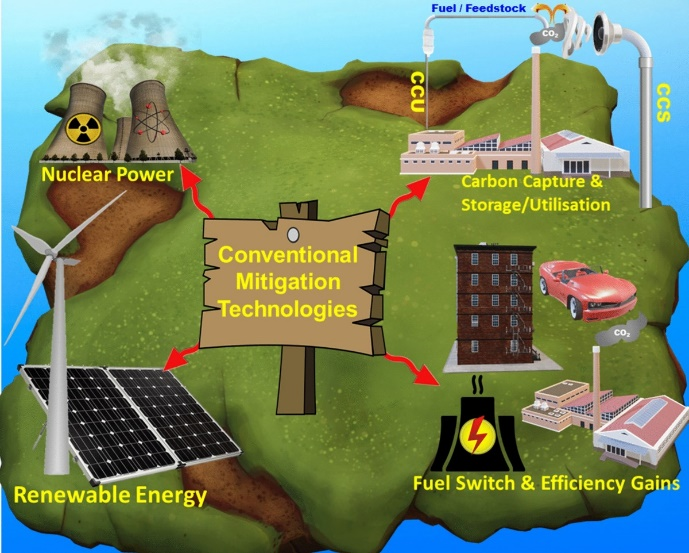 Fuel / Feedstock
CO₂
CCU
CCS
Nuclear Power
Carbon Capture &
Storage/Utilisation
Conventional
Mitigation
Technologies
CO₂
Renewable Energy
Fuel Switch & Efficiency Gains